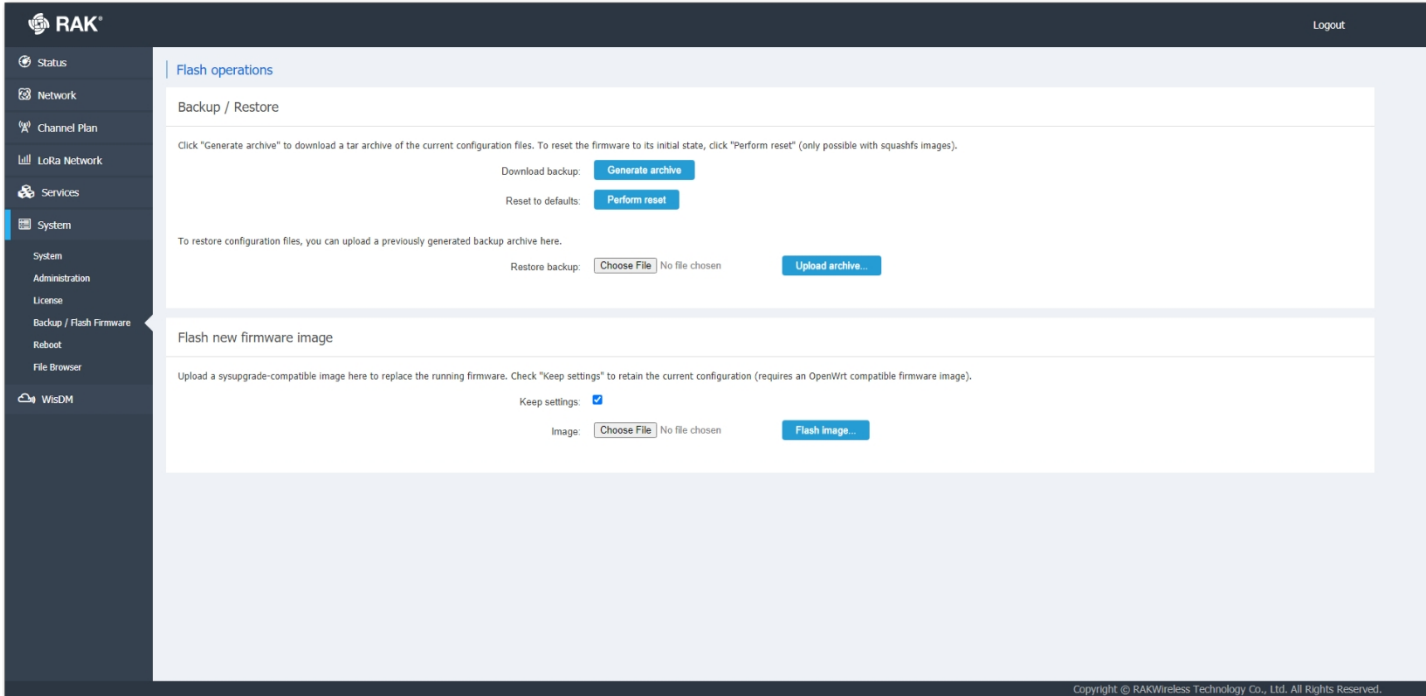 RAK®
Logout
Status
Network
Channel Plan
LoRa Network
Services
System
System
Administration
License
Backup / Flash Firmware
Reboot
File Browser
WisDM
Flash operations
Backup / Restore
Click "Generate archive" to download a tar archive of the current configuration files. To reset the firmware to its initial state, click "Perform reset" (only possible with squashfs images).
Download backup: Generate archive
Reset to defaults: Perform reset
To restore configuration files, you can upload a previously generated backup archive here.
Restore backup: Choose File No file chosen Upload archive...
Flash new firmware image
Upload a sysupgrade-compatible image here to replace the running firmware. Check "Keep settings" to retain the current configuration (requires an OpenWrt compatible firmware image).
Keep settings:
Image: Choose File No file chosen Flash image...
Copyright © RAKWireless Technology Co., Ltd. All Rights Reserved.